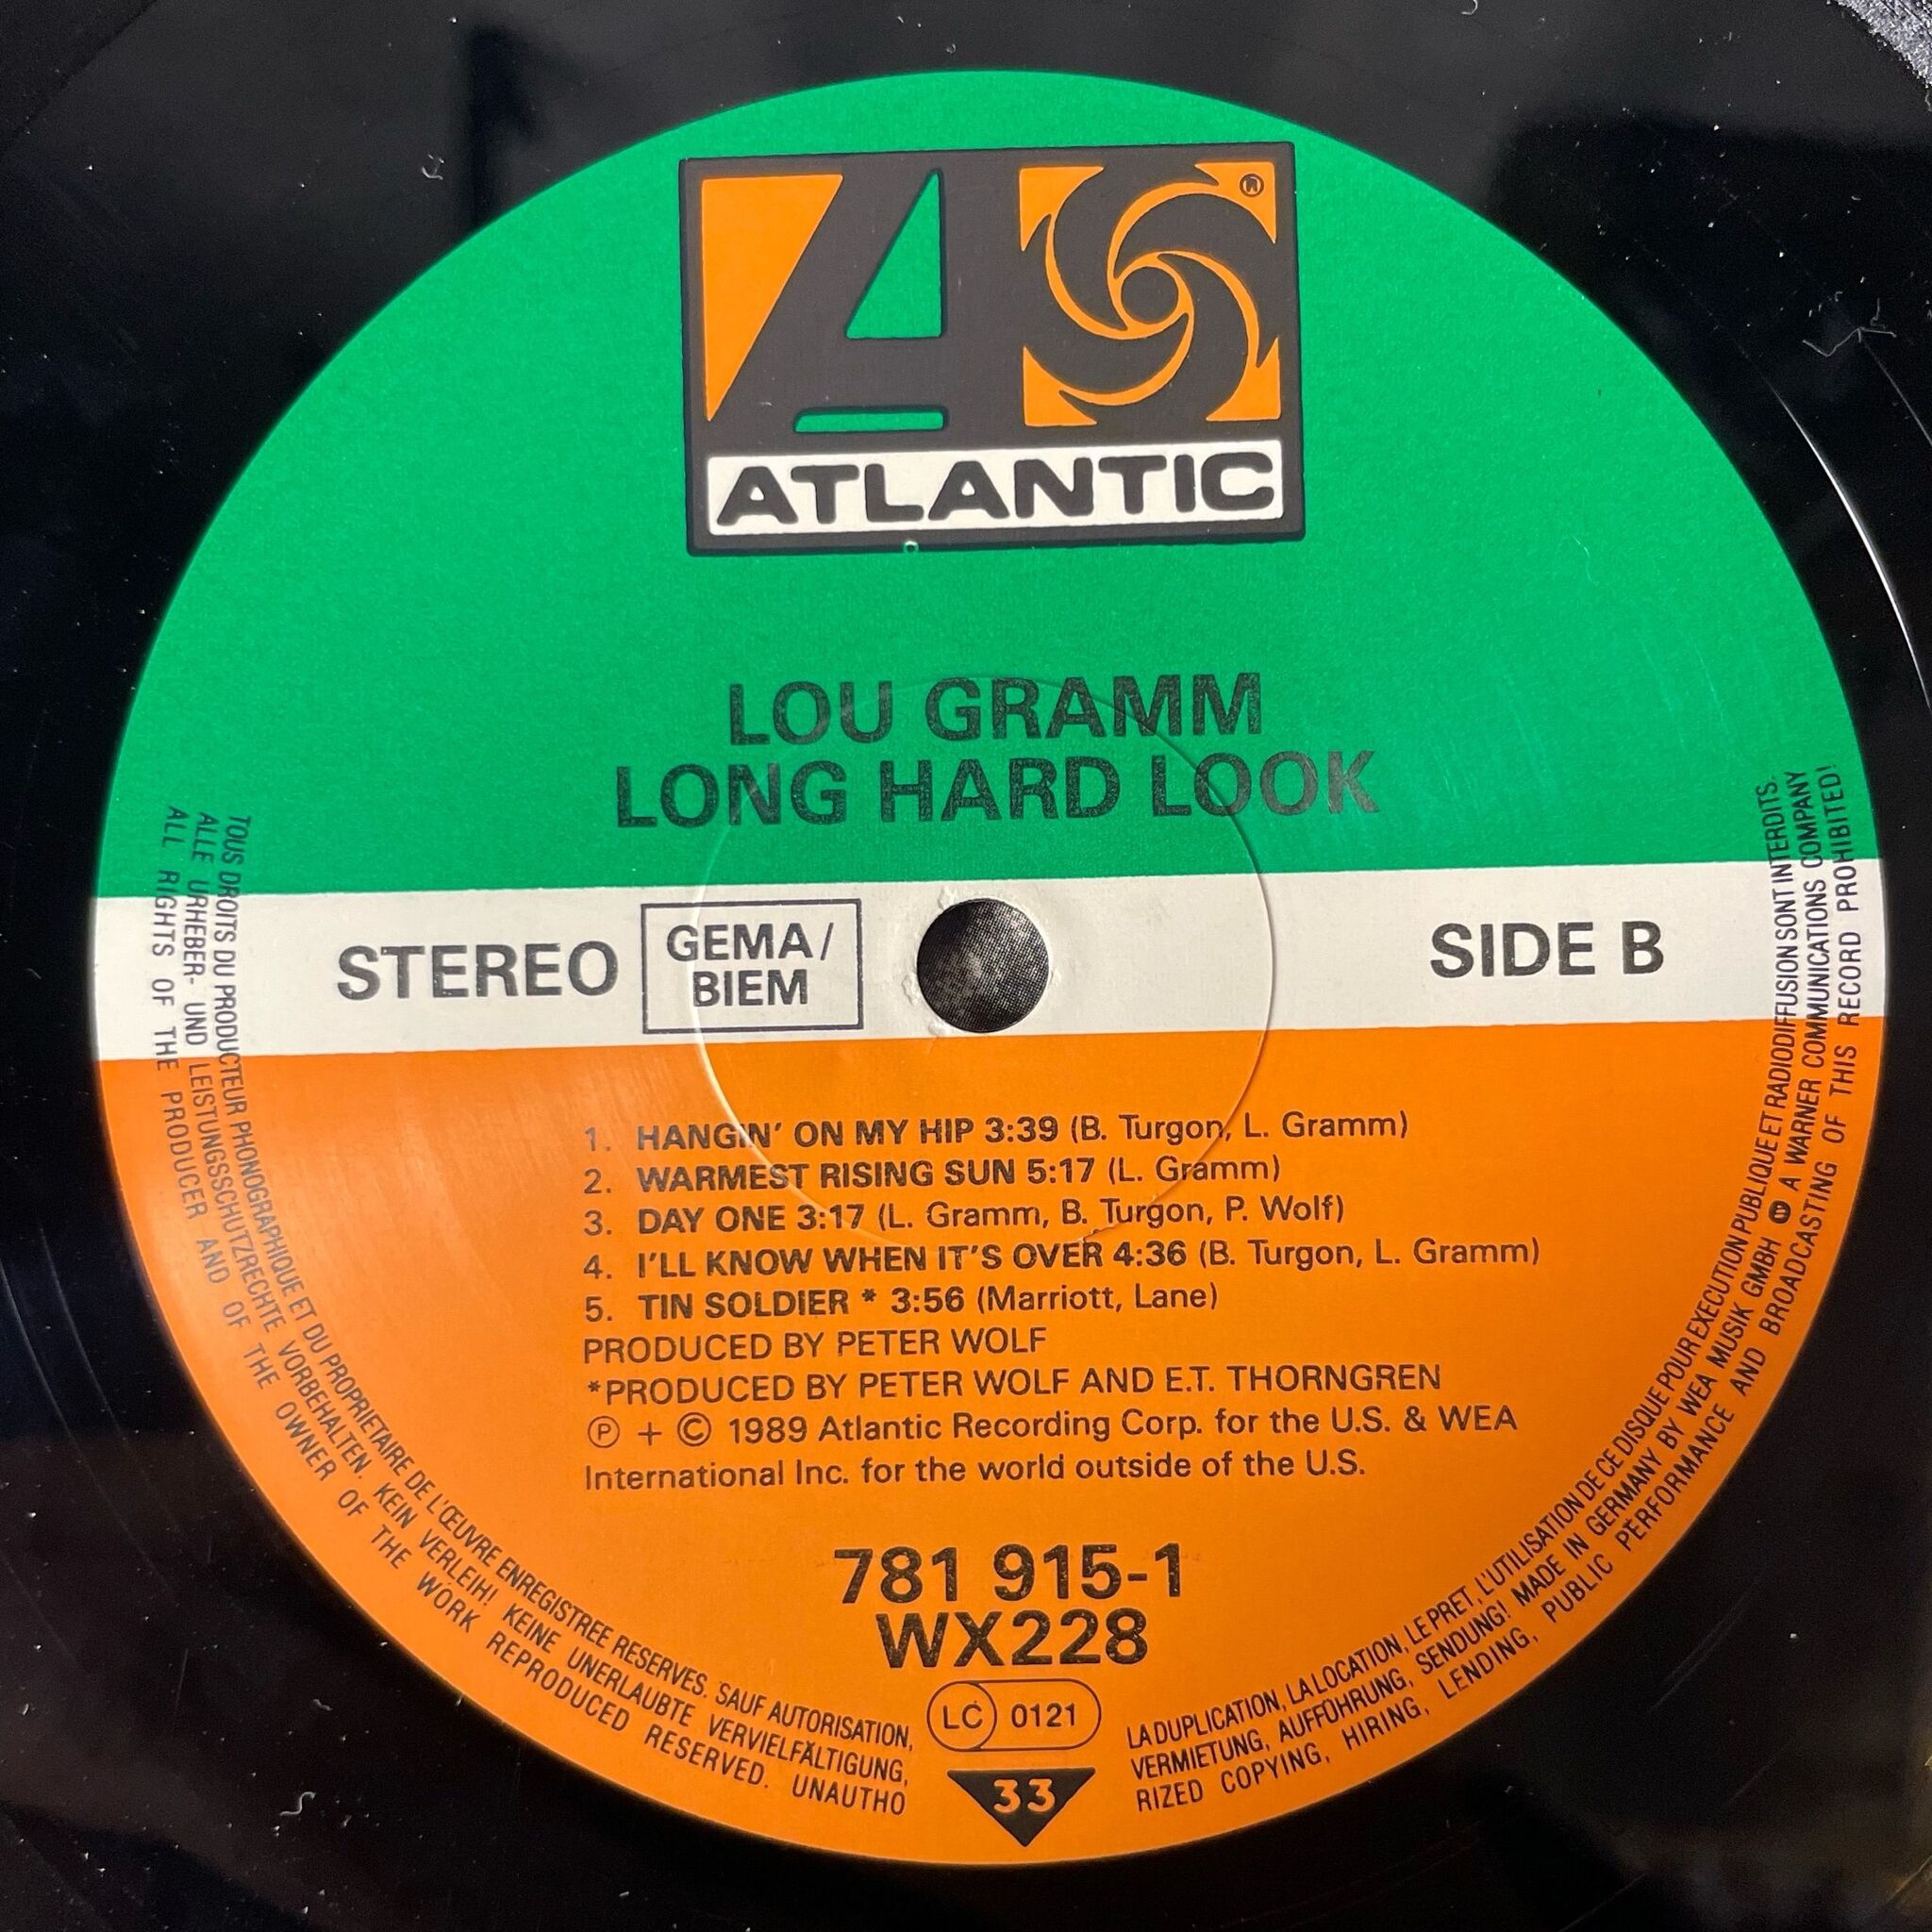 ATLANTIC
®
LOU GRAMM
LONG HARD LOOK
STEREO
GEMA/
BIEM
SIDE B
1. HANGIN' ON MY HIP 3:39 (B. Turgon, L. Gramm)
2. WARMEST RISING SUN 5:17 (L. Gramm)
3. DAY ONE 3:17 (L. Gramm, B. Turgon, P. Wolf)
4. I'LL KNOW WHEN IT'S OVER 4:36 (B. Turgon, L. Gramm)
5. TIN SOLDIER * 3:56 (Marriott, Lane)
PRODUCED BY PETER WOLF
*PRODUCED BY PETER WOLF AND E.T. THORNGREN
Ⓟ + © 1989 Atlantic Recording Corp. for the U.S. & WEA
International Inc. for the world outside of the U.S.
781 915-1
WX228
LC 0121
33
TOUS DROITS DU PRODUCTEUR PHONOGRAPHIQUE ET DU PROPRIETAIRE DE L'ŒUVRE ENREGISTREE RESERVES. SAUF AUTORISATION, LA DUPLICATION, LA LOCATION, LE PRET, L'UTILISATION DE CE DISQUE POUR EXECUTION PUBLIQUE ET RADIODIFFUSION SONT INTERDITS.
ALLE URHEBER- UND LEISTUNGSSCHUTZRECHTE VORBEHALTEN. KEIN VERLEIH! KEINE UNERLAUBTE VERVIELFÄLTIGUNG, VERMIETUNG, AUFFÜHRUNG, SENDUNG! MADE IN GERMANY BY WEA MUSIK GMBH A WARNER COMMUNICATIONS COMPANY
ALL RIGHTS OF THE PRODUCER AND OF THE OWNER OF THE WORK REPRODUCED RESERVED. UNAUTHORIZED COPYING, HIRING, LENDING, PUBLIC PERFORMANCE AND BROADCASTING OF THIS RECORD PROHIBITED!